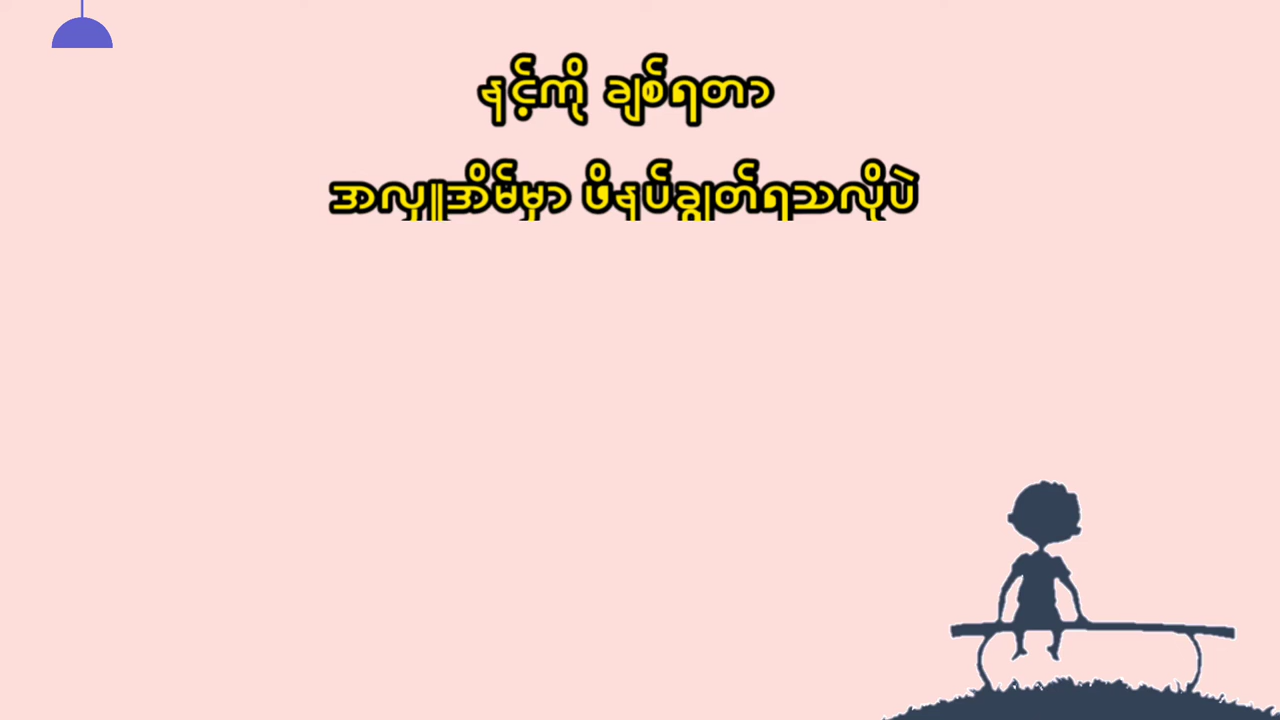 နင့်ကို ချစ်ရတာ
အလှူအိမ်မှာ ဖိနပ်ချွတ်ရသလိုပဲ